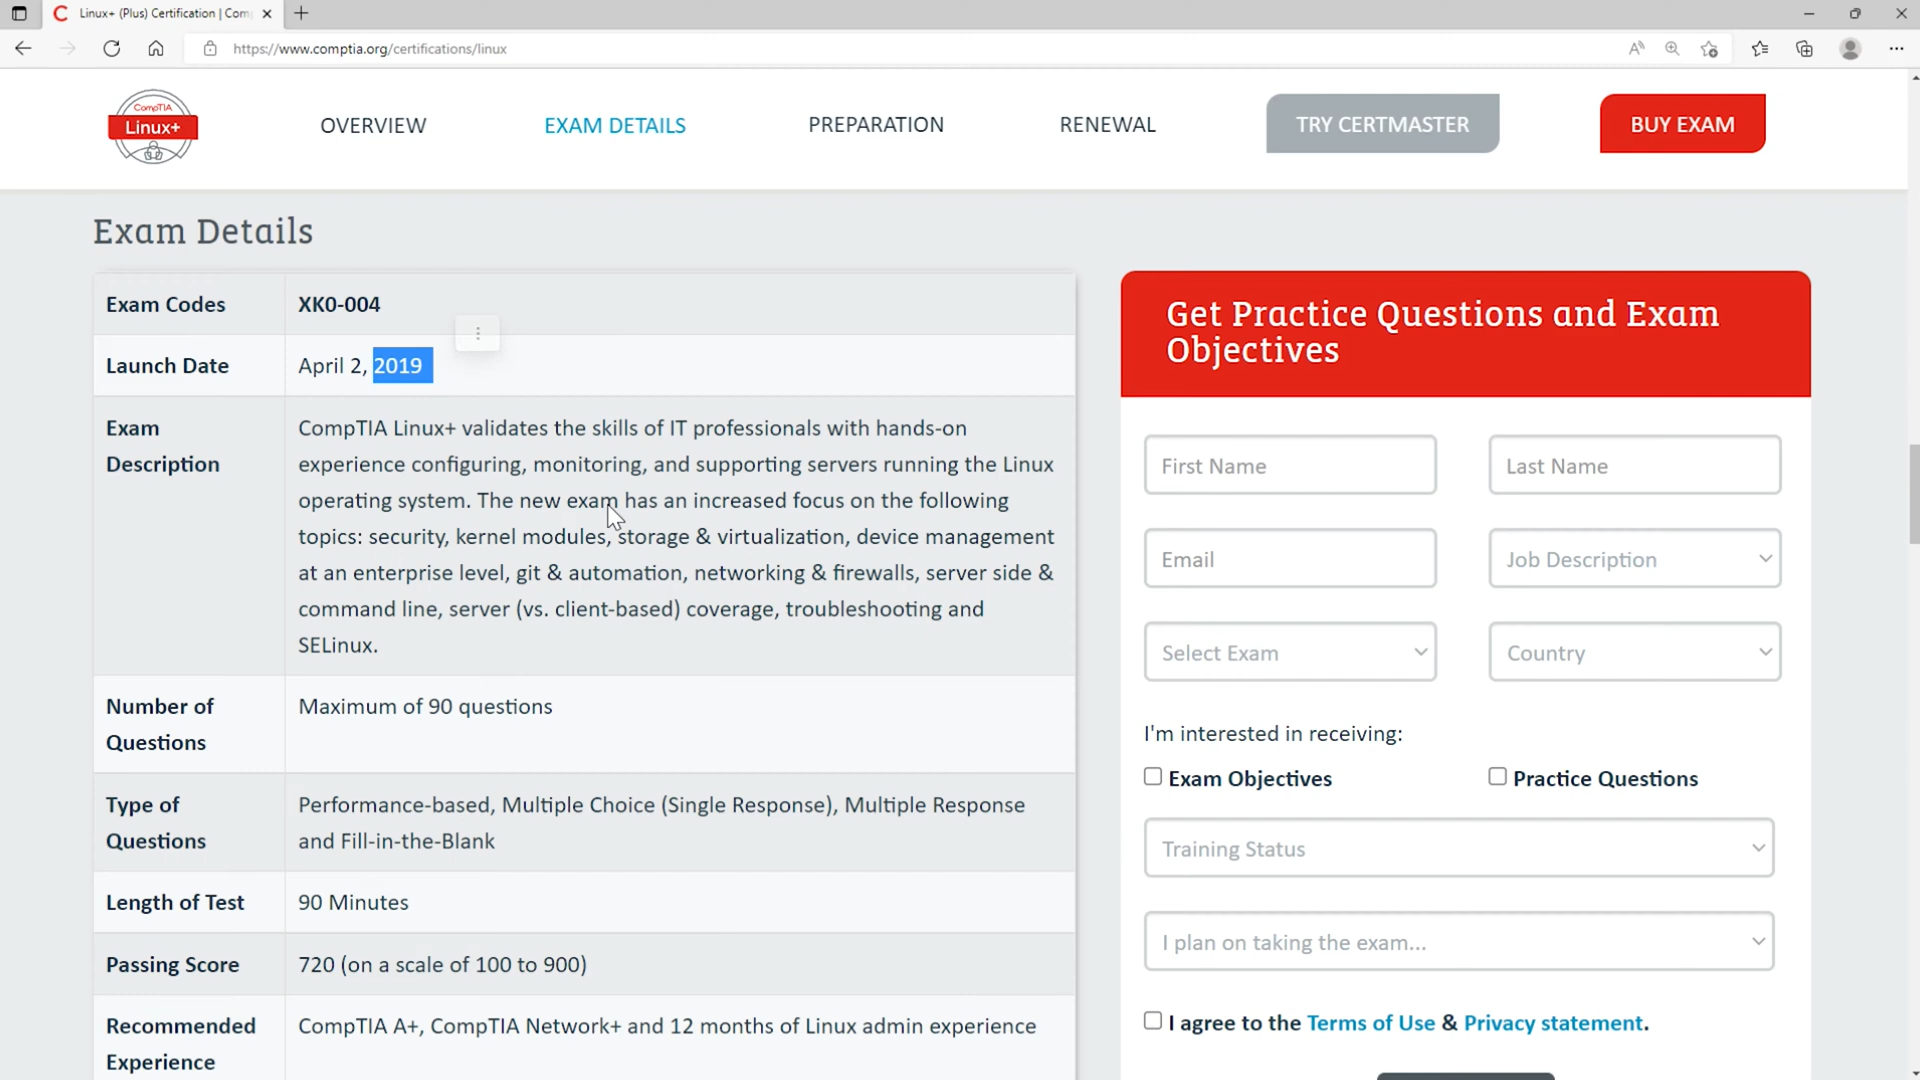 Linux+ (Plus) Certification | Com
https://www.comptia.org/certifications/linux
CompTIA
Linux+
OVERVIEW
EXAM DETAILS
PREPARATION
RENEWAL
TRY CERTMASTER
BUY EXAM
Exam Details
Exam Codes
XK0-004
Launch Date
April 2, 2019
Exam
Description
CompTIA Linux+ validates the skills of IT professionals with hands-on
experience configuring, monitoring, and supporting servers running the Linux
operating system. The new exam has an increased focus on the following
topics: security, kernel modules, storage & virtualization, device management
at an enterprise level, git & automation, networking & firewalls, server side &
command line, server (vs. client-based) coverage, troubleshooting and
SELinux.
Number of
Questions
Maximum of 90 questions
Type of
Questions
Performance-based, Multiple Choice (Single Response), Multiple Response
and Fill-in-the-Blank
Length of Test
90 Minutes
Passing Score
720 (on a scale of 100 to 900)
Recommended
Experience
CompTIA A+, CompTIA Network+ and 12 months of Linux admin experience
Get Practice Questions and Exam
Objectives
First Name
Last Name
Email
Job Description
Select Exam
Country
I'm interested in receiving:
Exam Objectives
Practice Questions
Training Status
I plan on taking the exam...
I agree to the Terms of Use & Privacy statement.